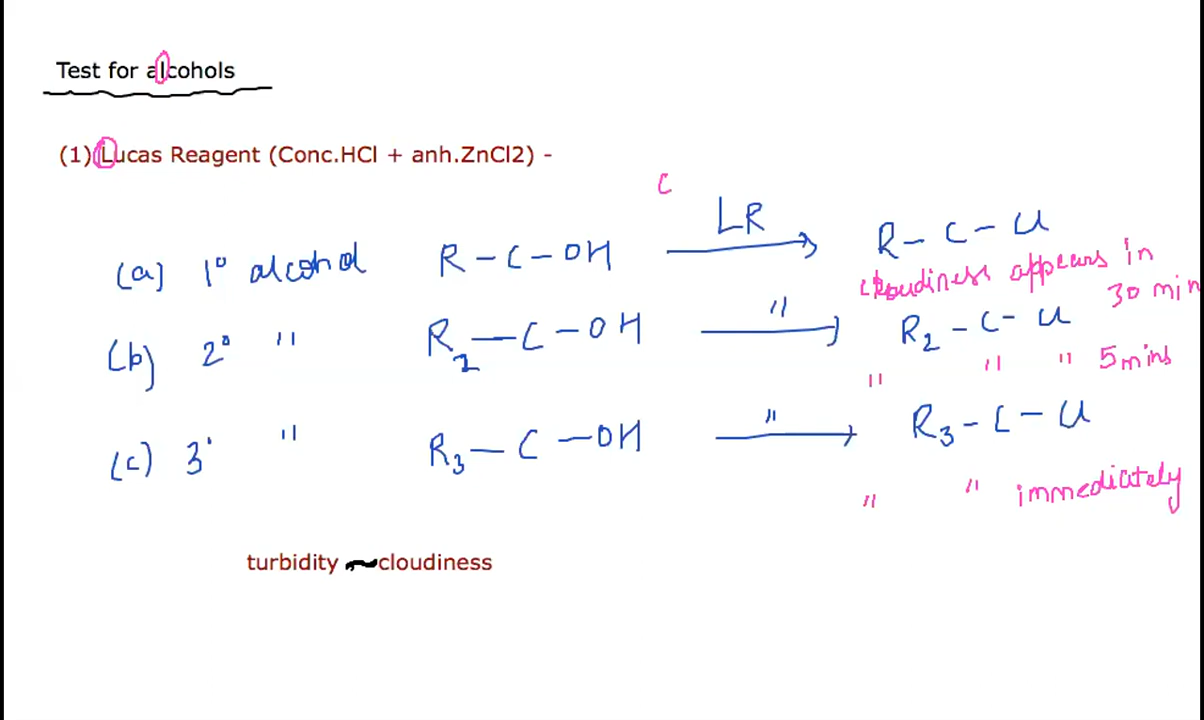 Test for alcohols
(1) Lucas Reagent (Conc.HCl + anh.ZnCl2) -
C
(a) 1° alcohol R-C-OH LR R-C-Cl
cloudiness appears in 30 min
(b) 2° " R2-C-OH " R2-C-Cl
" " " 5 mins
(c) 3° " R3-C-OH " R3-C-Cl
" " immediately
turbidity ~ cloudiness